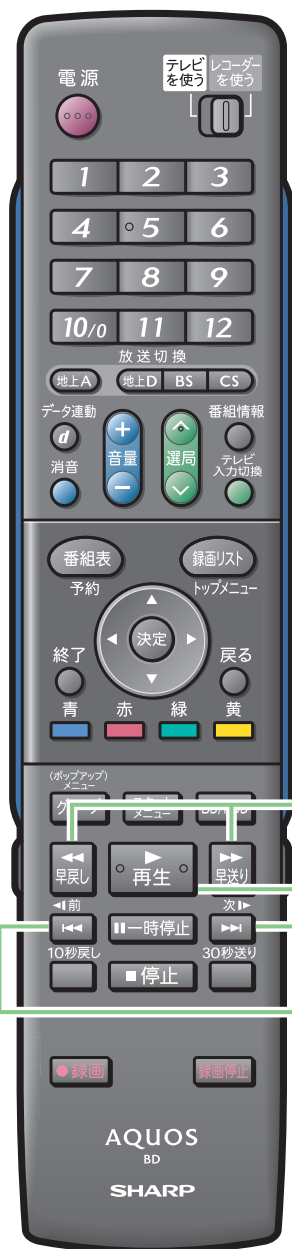 電源
テレビを使う
レコーダーを使う
1 2 3
4 5 6
7 8 9
10/0 11 12
放送切換
地上A 地上D BS CS
データ連動 番組情報
d
消音 音量 選局 テレビ入力切換
番組表 録画リスト
予約 トップメニュー
決定
終了 戻る
青 赤 緑 黄
(ポップアップ)
メニュー
メニュー
早戻し 再生 早送り
前 次
一時停止
10秒戻し 30秒送り
停止
録画 録画停止
AQUOS
BD
SHARP